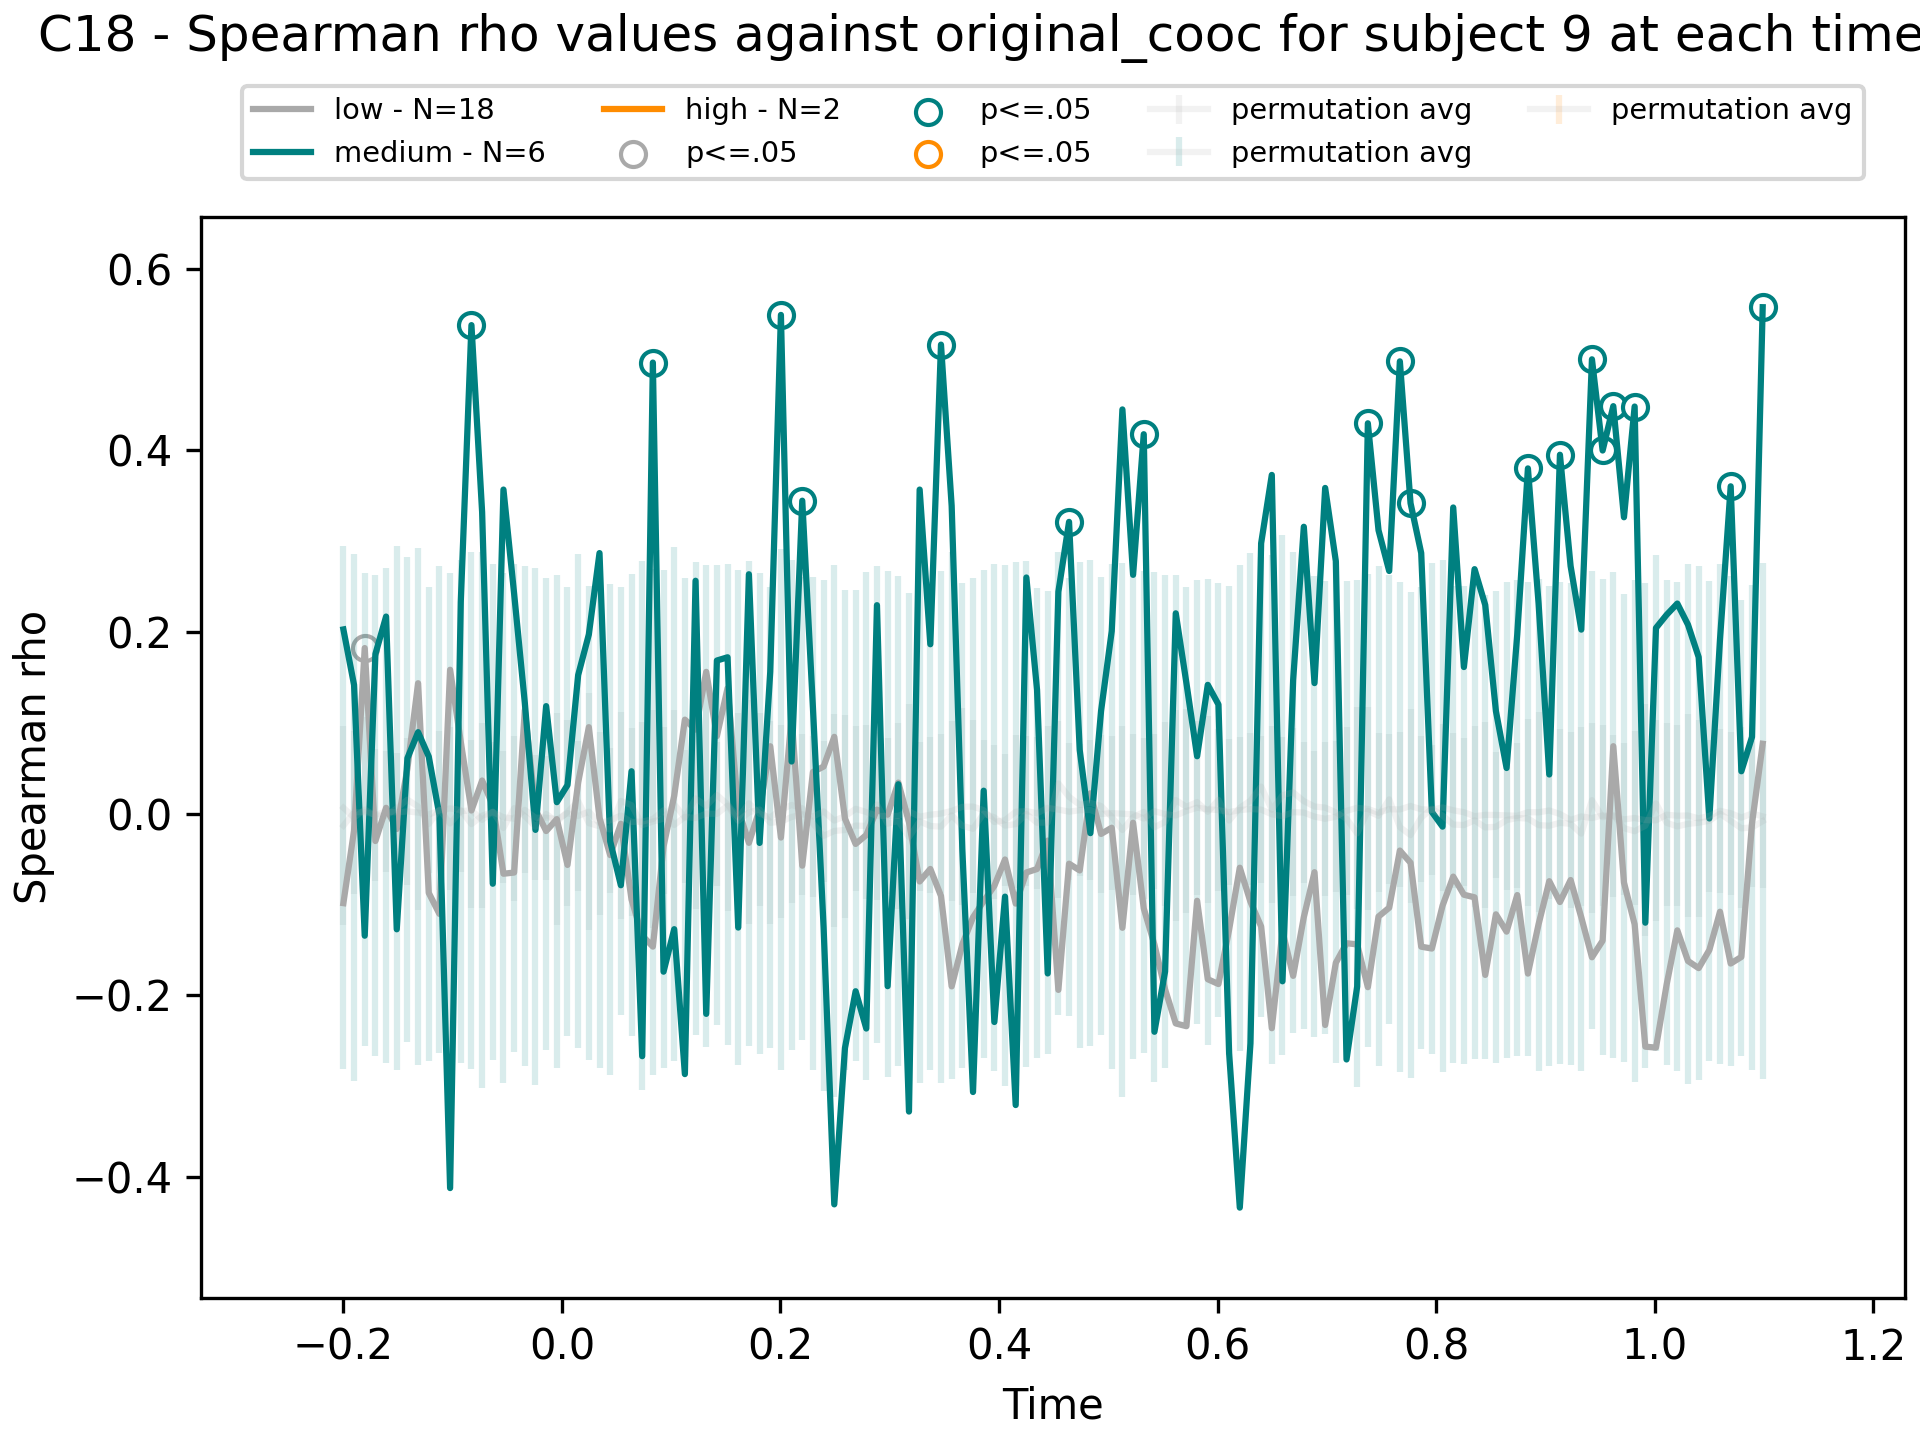 C18 - Spearman rho values against original_cooc for subject 9 at each time
low - N=18 high - N=2 p<=.05 permutation avg permutation avg
medium - N=6 p<=.05 p<=.05 permutation avg
0.6
0.4
0.2
0.0
−0.2
−0.4
Spearman rho
−0.2 0.0 0.2 0.4 0.6 0.8 1.0 1.2
Time